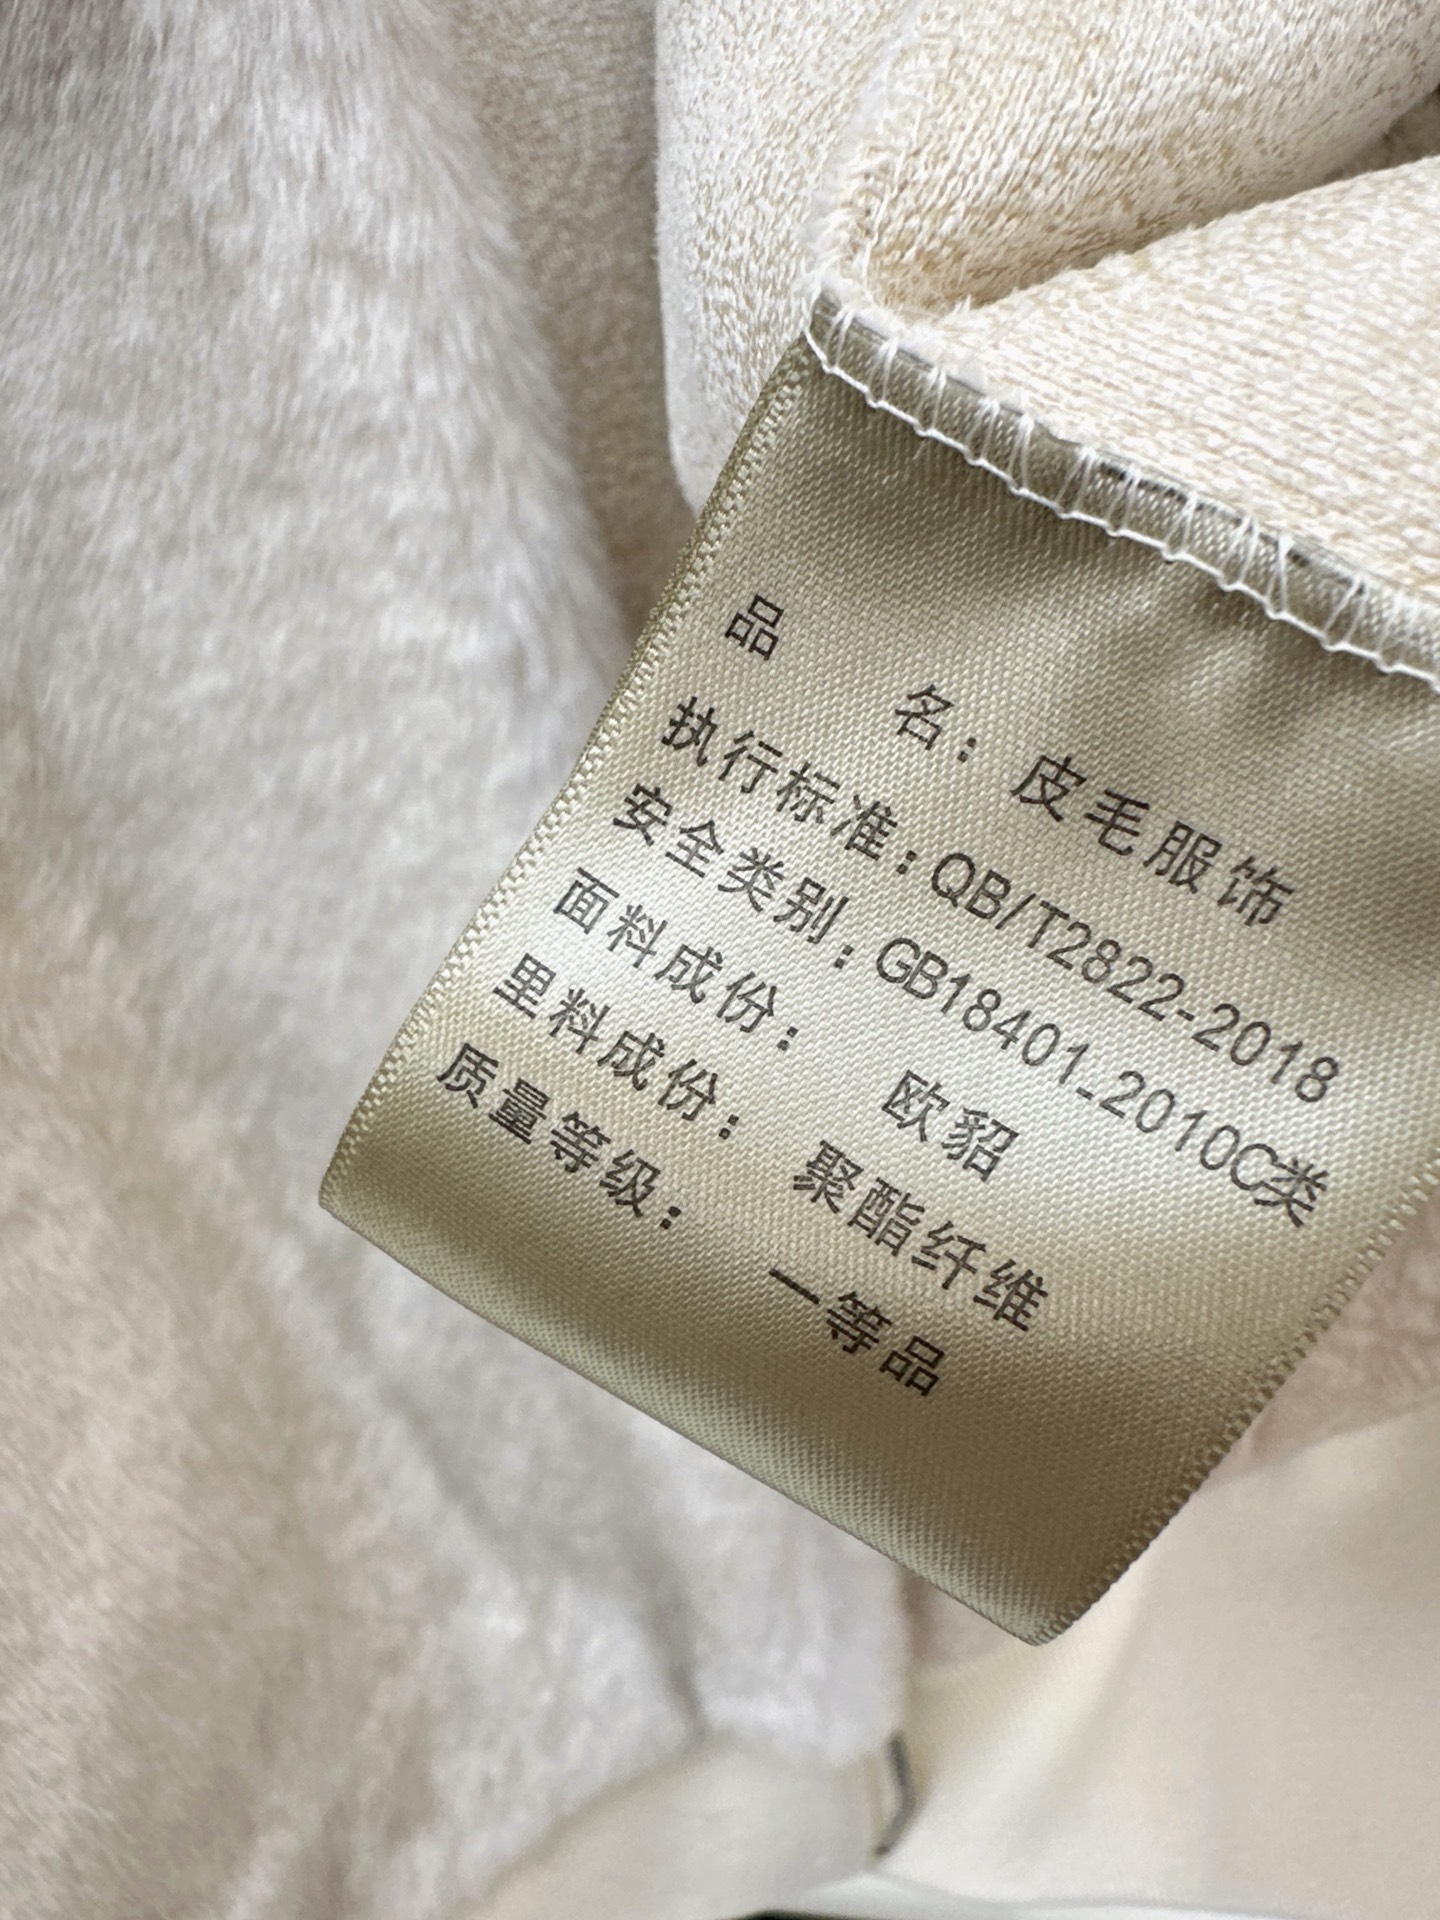 品 名：皮毛服饰
执行标准：QB/T2822-2018
安全类别：GB18401-2010C类
面料成份： 欧貂
里料成份： 聚酯纤维
质量等级： 一等品